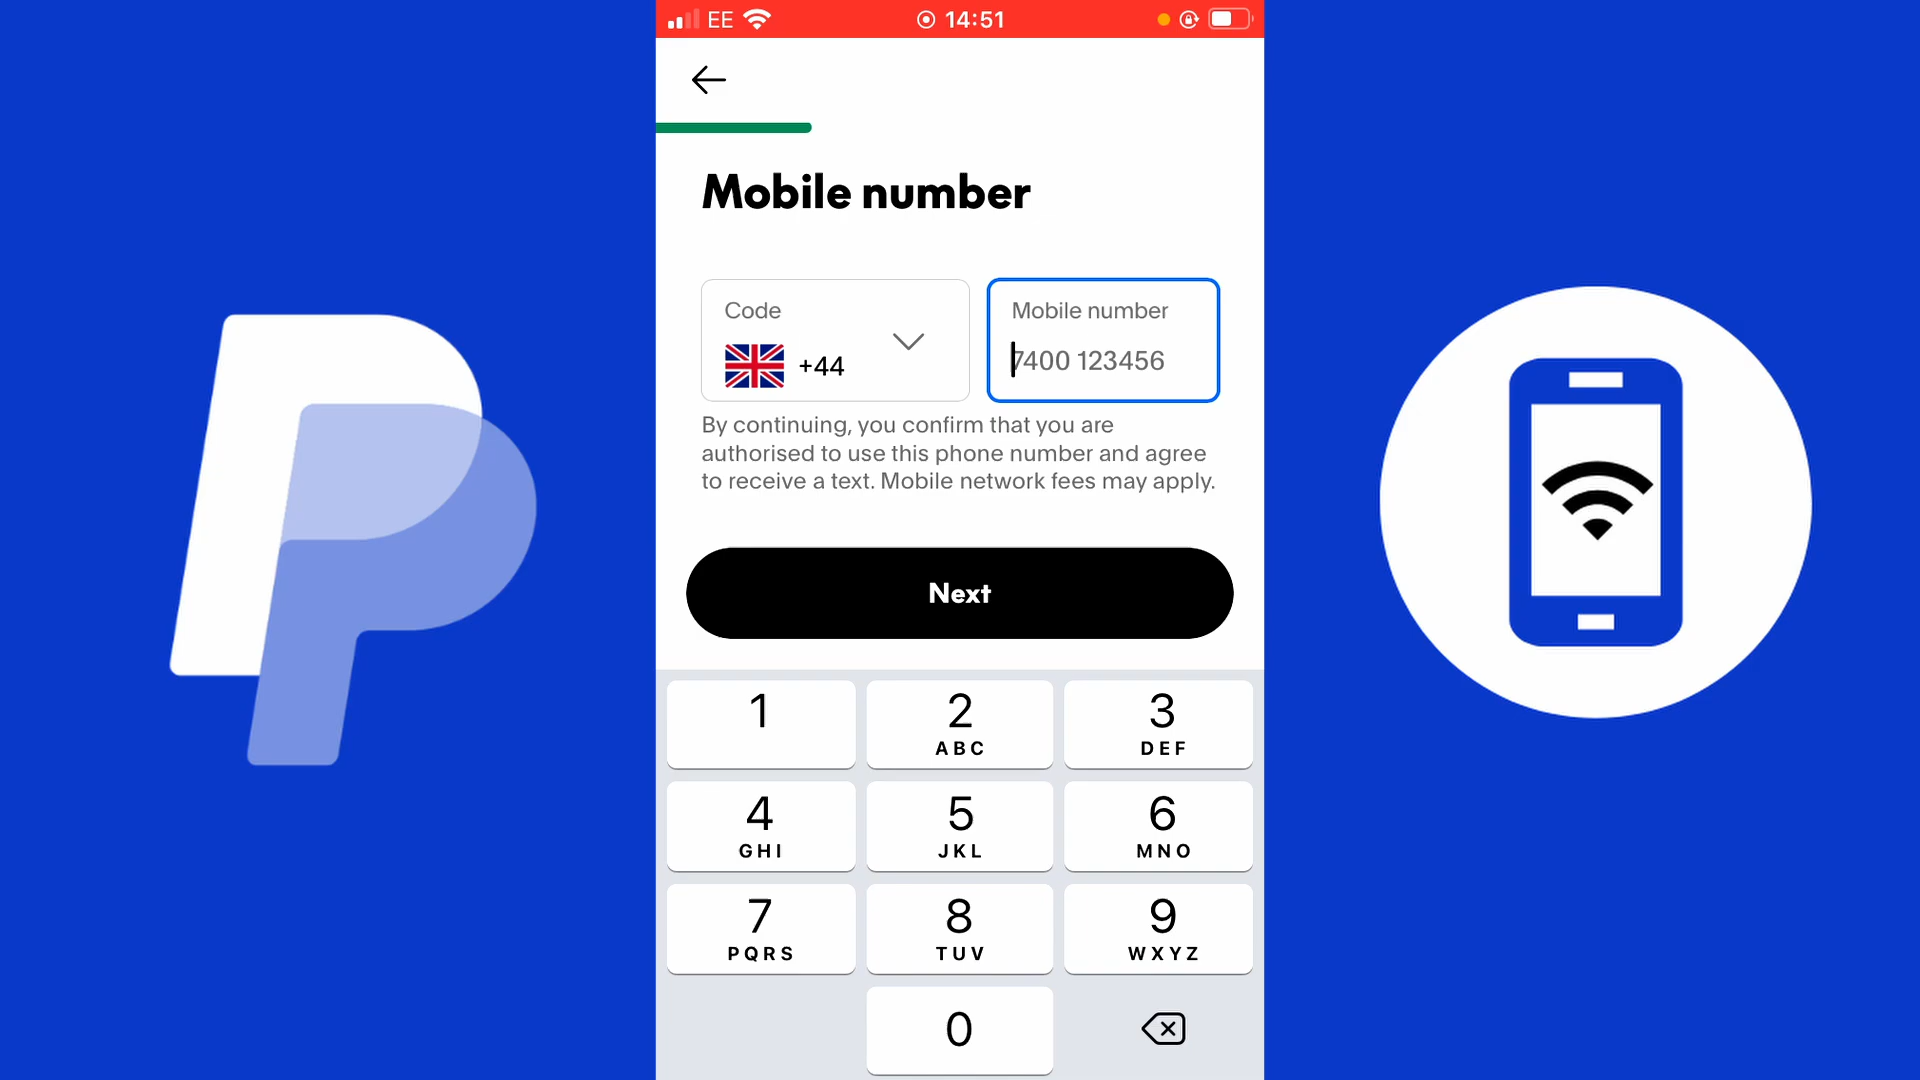 EE 14:51
Mobile number
Code
+44
Mobile number
7400 123456
By continuing, you confirm that you are
authorised to use this phone number and agree
to receive a text. Mobile network fees may apply.
Next
1
2 ABC
3 DEF
4 GHI
5 JKL
6 MNO
7 PQRS
8 TUV
9 WXYZ
0